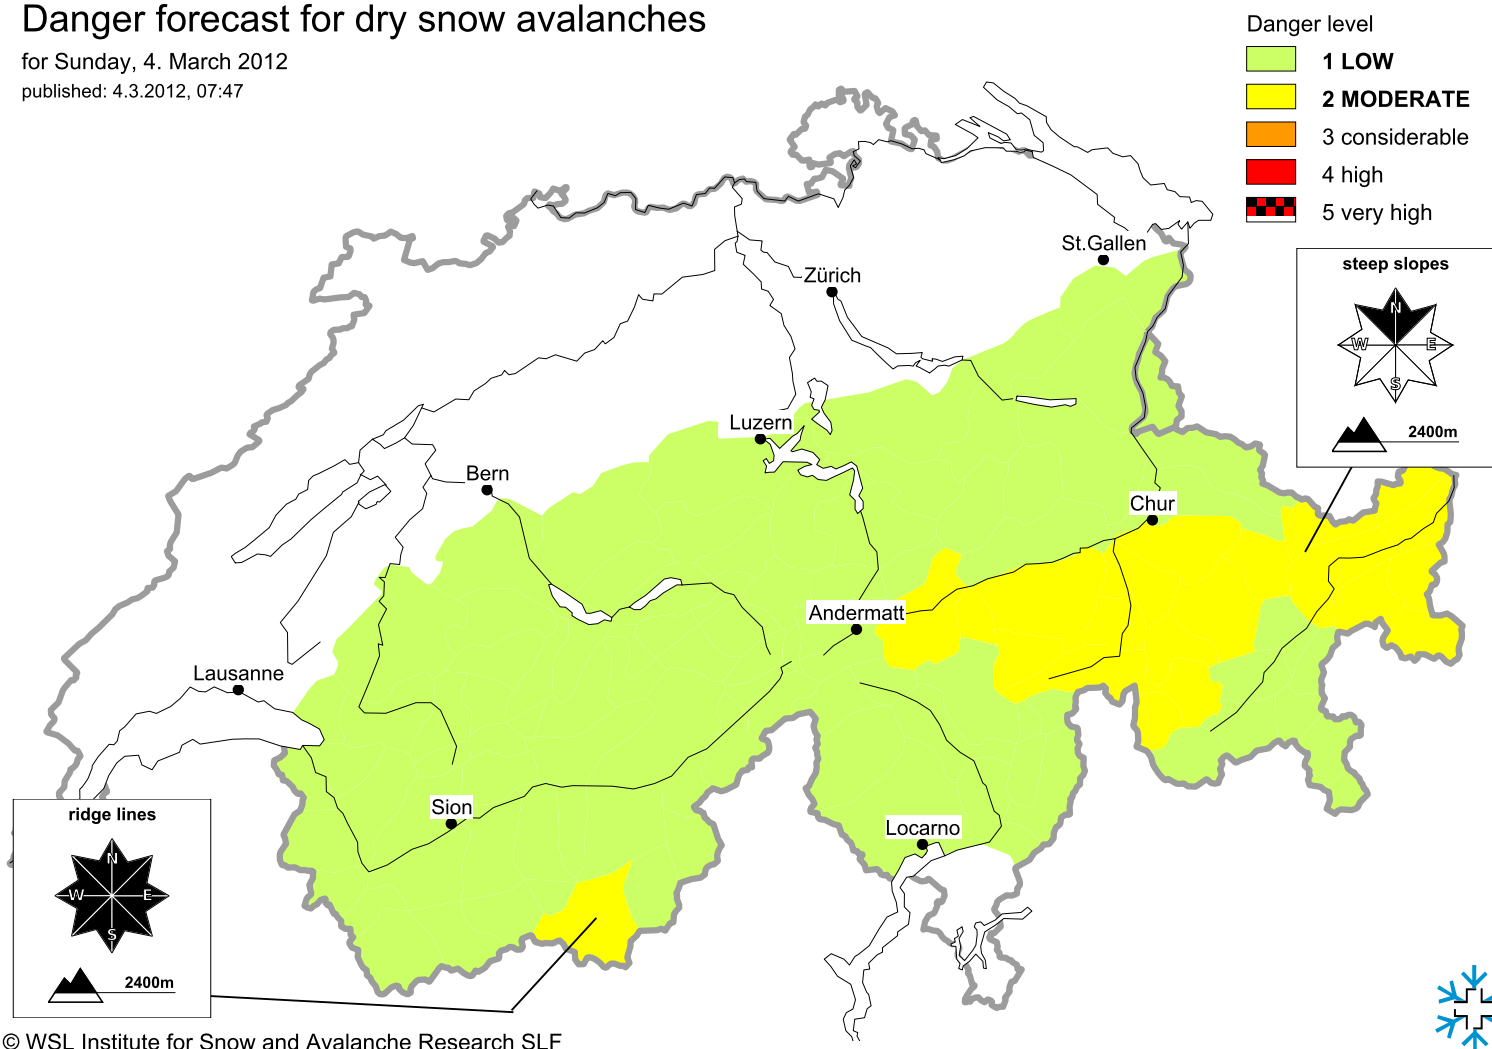 Danger forecast for dry snow avalanches
for Sunday, 4. March 2012
published: 4.3.2012, 07:47
Danger level
1 LOW
2 MODERATE
3 considerable
4 high
5 very high
steep slopes
N
W E
S
2400m
St.Gallen
Zürich
Luzern
Bern
Chur
Andermatt
Lausanne
Sion
Locarno
ridge lines
N
W E
S
2400m
© WSL Institute for Snow and Avalanche Research SLF